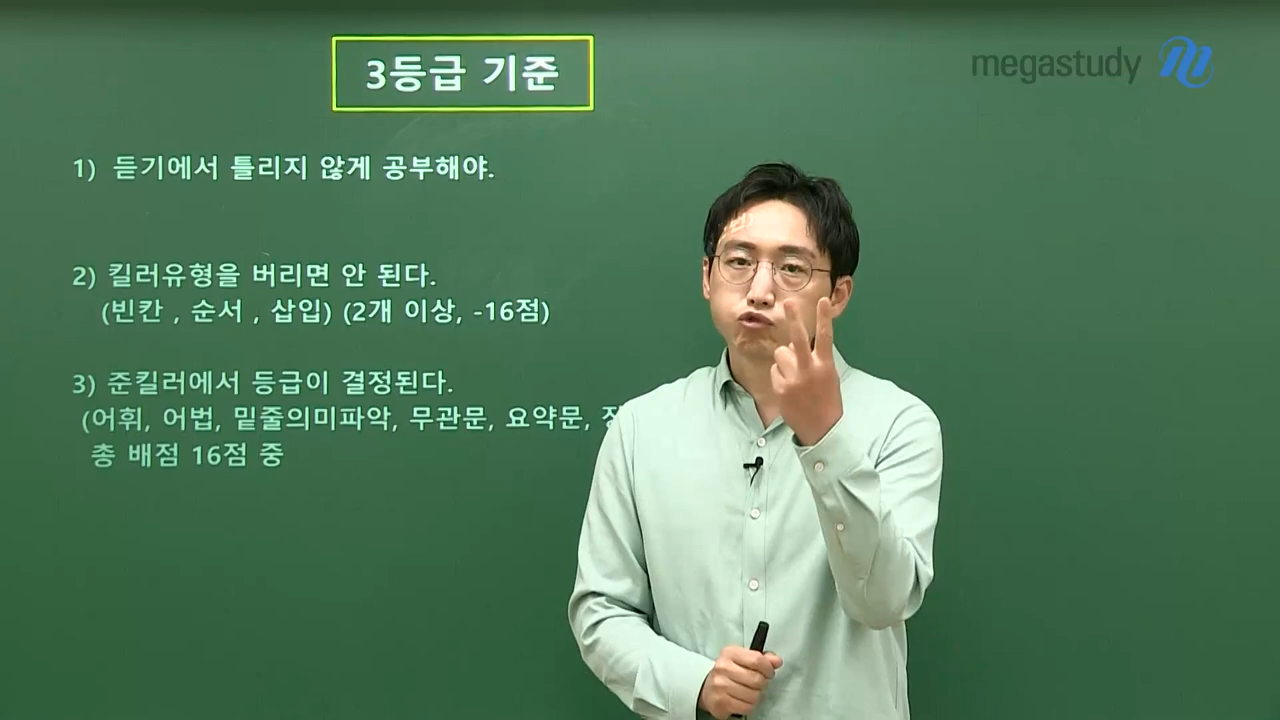 3등급 기준
megastudy
1) 듣기에서 틀리지 않게 공부해야.
2) 킬러유형을 버리면 안 된다.
(빈칸 , 순서 , 삽입) (2개 이상, -16점)
3) 준킬러에서 등급이 결정된다.
(어휘, 어법, 밑줄의미파악, 무관문, 요약문,
총 배점 16점 중